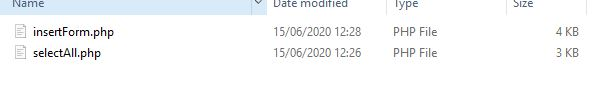 Name Date modified Type Size
insertForm.php 15/06/2020 12:28 PHP File 4 KB
selectAll.php 15/06/2020 12:26 PHP File 3 KB